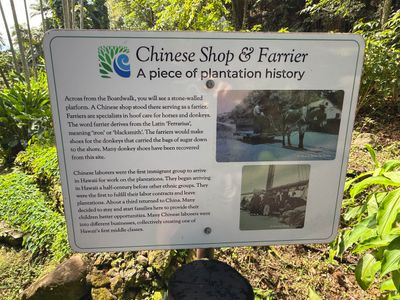 Chinese Shop & Farrier
A piece of plantation history
Across from the Boardwalk, you will see a stone-walled
platform. A Chinese shop stood there serving as a farrier.
Farriers are specialists in hoof care for horses and donkeys.
The word farrier derives from the Latin 'Ferrarius',
meaning 'iron' or 'blacksmith'. The farriers would make
shoes for the donkeys that carried the bags of sugar down
to the shore. Many donkey shoes have been recovered
from this site.
Chinese laborers were the first immigrant group to arrive
in Hawaii for work on the plantations. They began arriving
in Hawaii a half-century before other ethnic groups. They
were the first to fulfill their labor contracts and leave
plantations. About a third returned to China. Many
decided to stay and start families here to provide their
children better opportunities. Many Chinese laborers went
into different businesses, collectively creating one of
Hawaii's first middle classes.